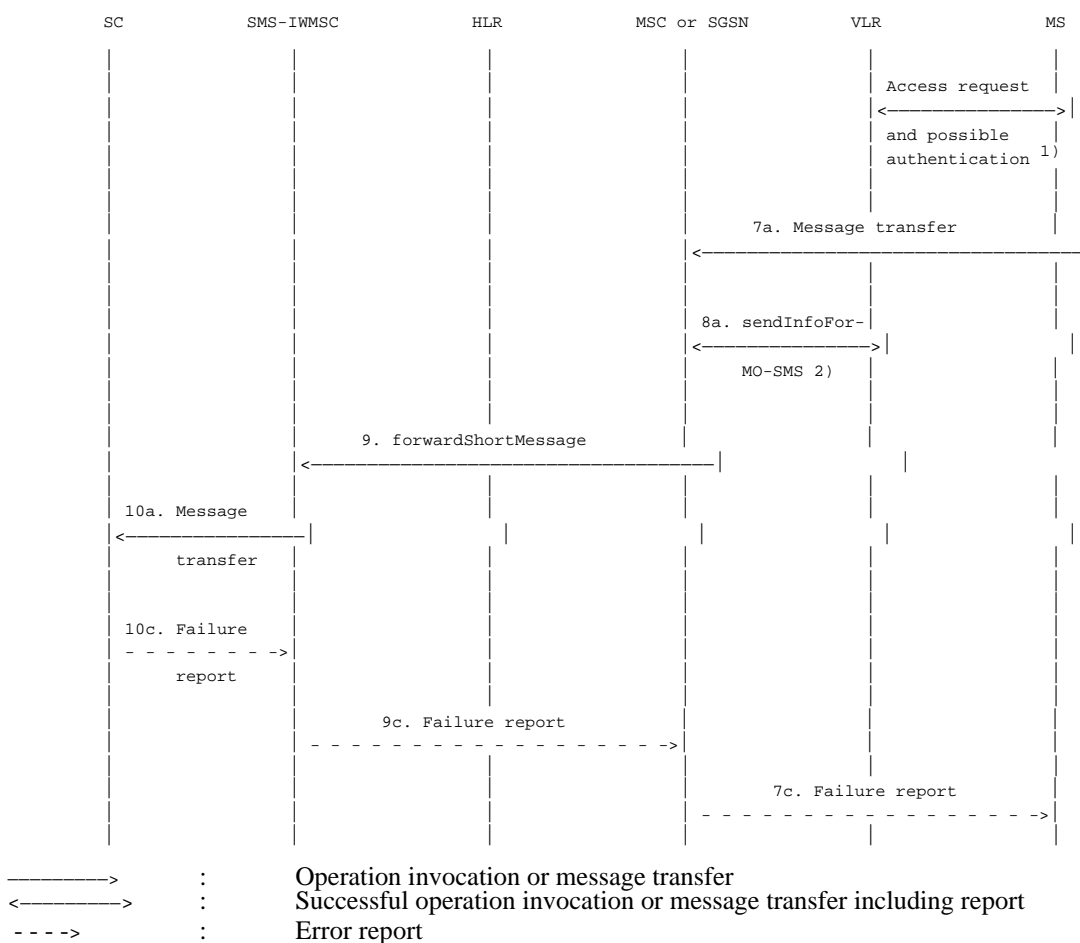 SC SMS-IWMSC HLR MSC or SGSN VLR MS
Access request
and possible
authentication 1)
7a. Message transfer
8a. sendInfoFor-
MO-SMS 2)
9. forwardShortMessage
10a. Message
transfer
10c. Failure
report
9c. Failure report
7c. Failure report
: Operation invocation or message transfer
: Successful operation invocation or message transfer including report
: Error report